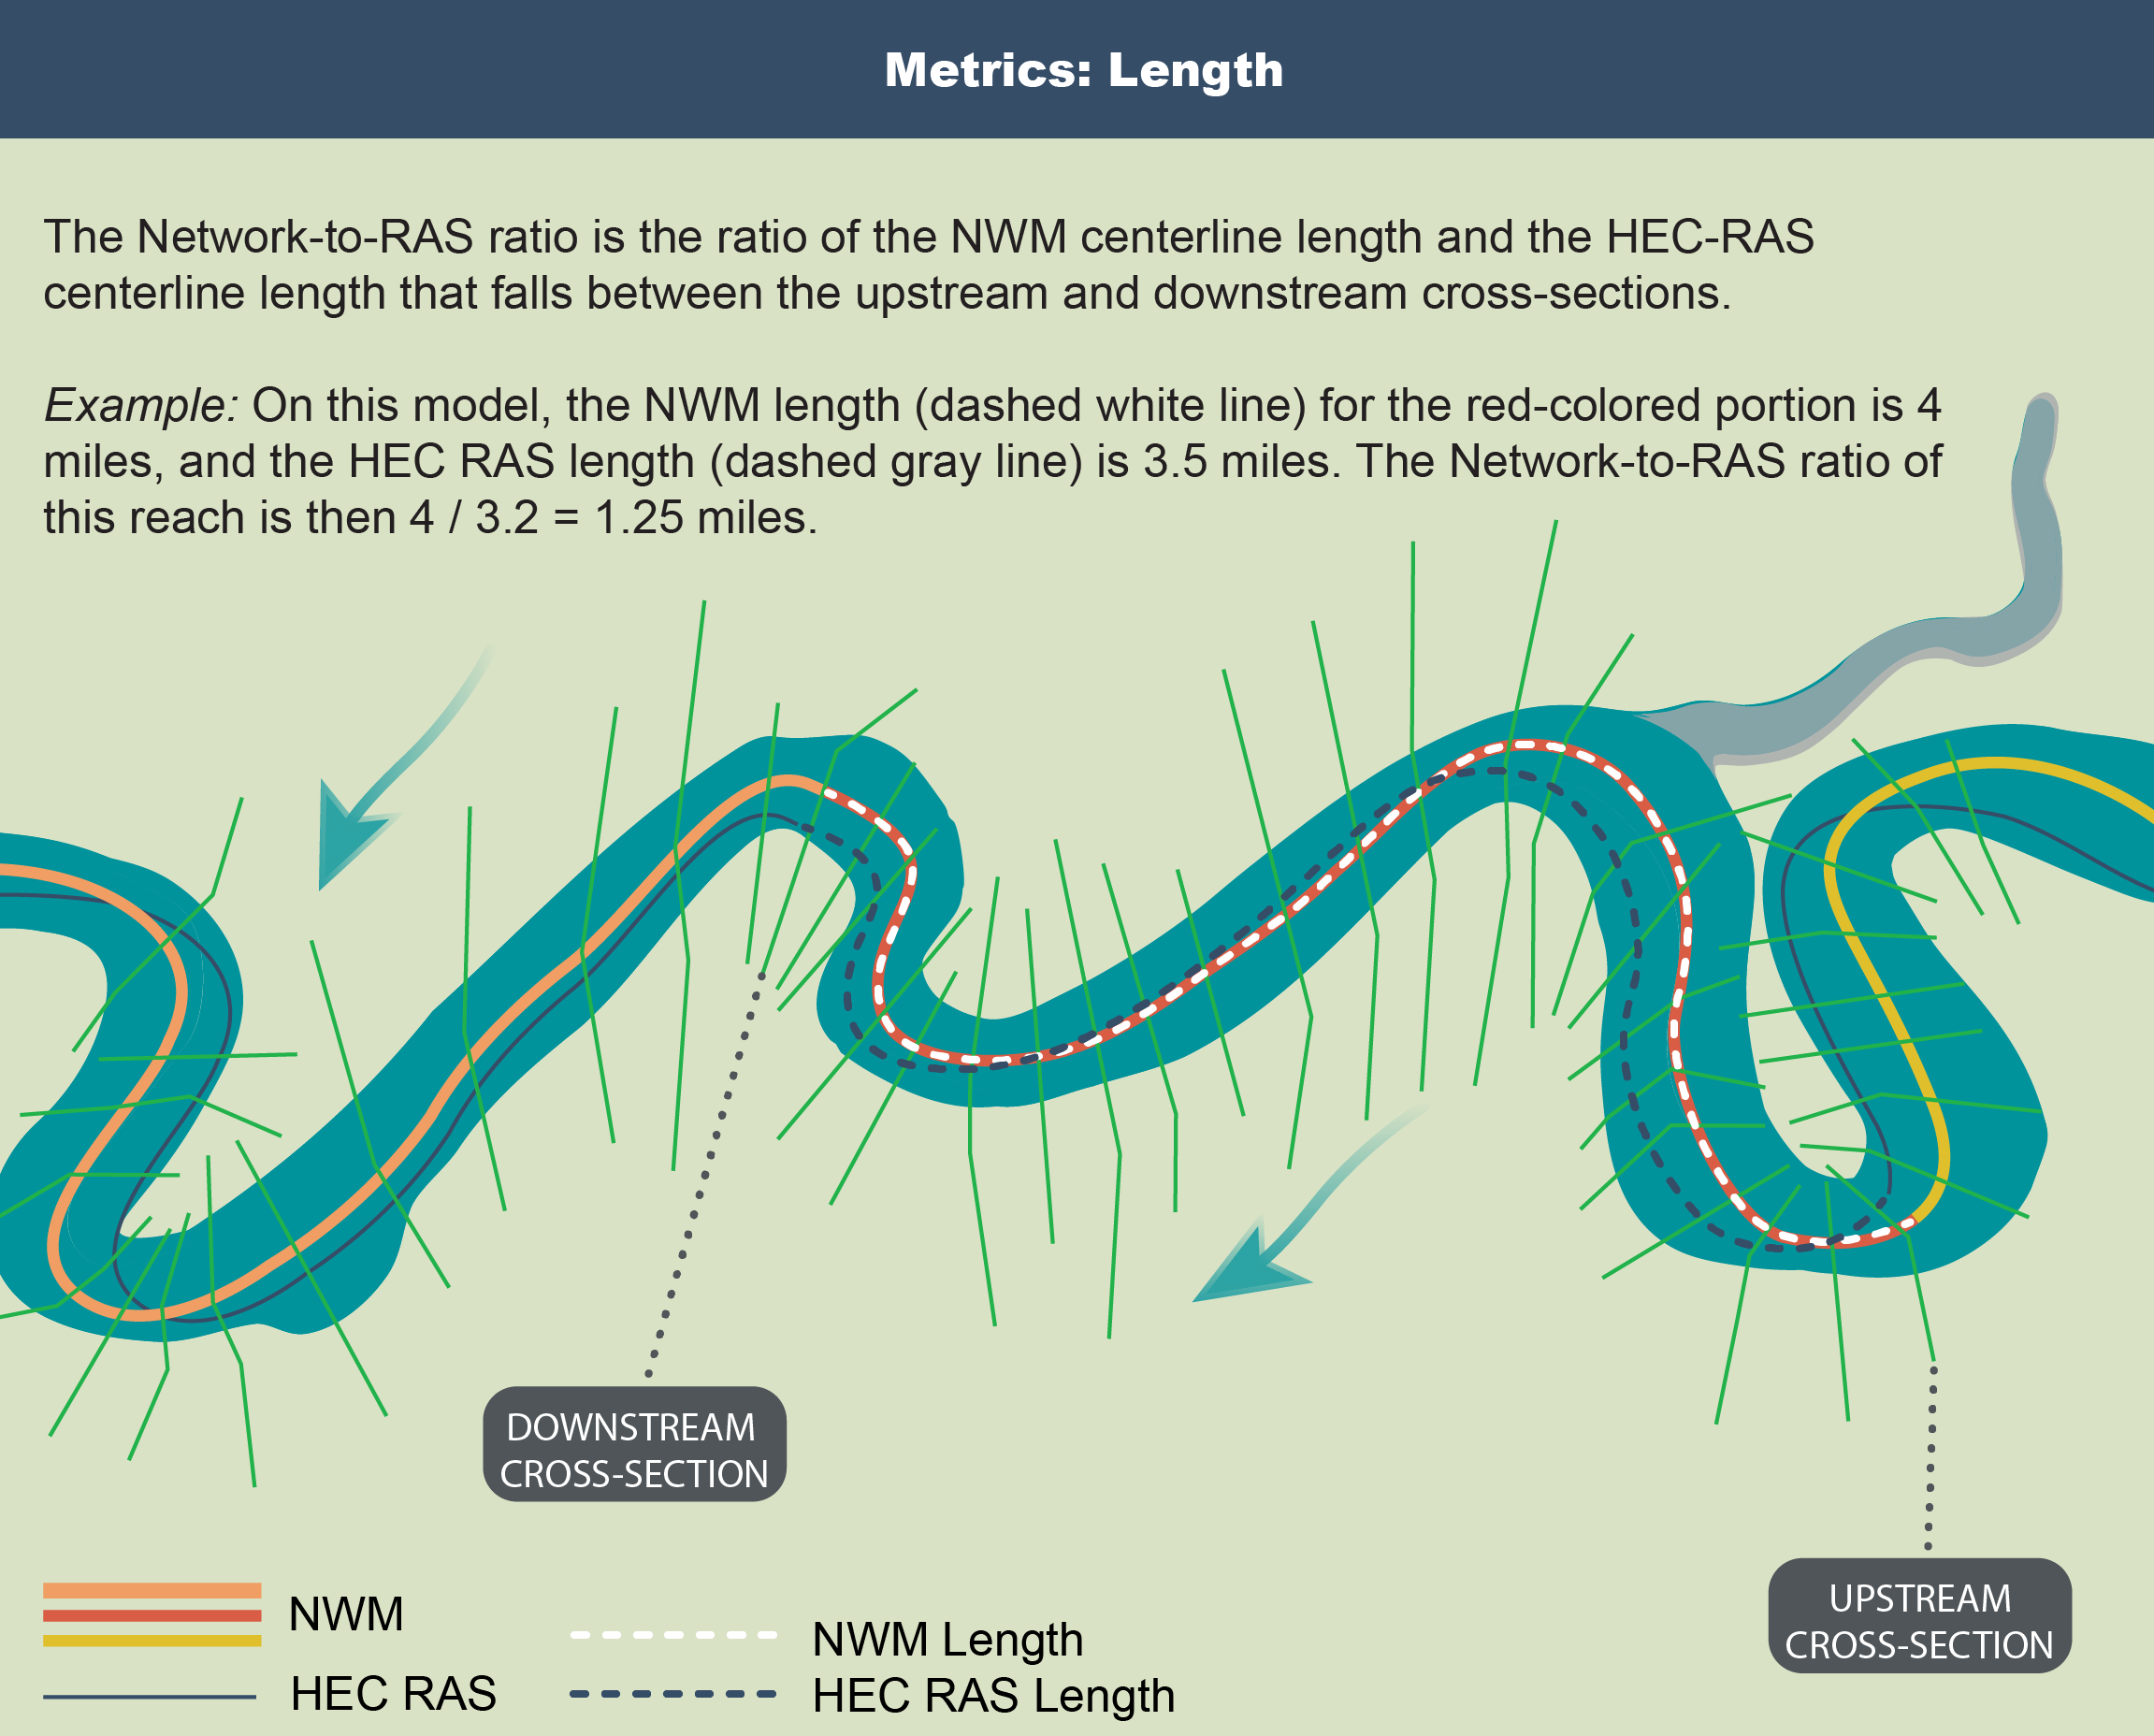 Metrics: Length
The Network-to-RAS ratio is the ratio of the NWM centerline length and the HEC-RAS
centerline length that falls between the upstream and downstream cross-sections.
Example: On this model, the NWM length (dashed white line) for the red-colored portion is 4
miles, and the HEC RAS length (dashed gray line) is 3.5 miles. The Network-to-RAS ratio of
this reach is then 4 / 3.2 = 1.25 miles.
DOWNSTREAM
CROSS-SECTION
UPSTREAM
CROSS-SECTION
NWM
HEC RAS
NWM Length
HEC RAS Length